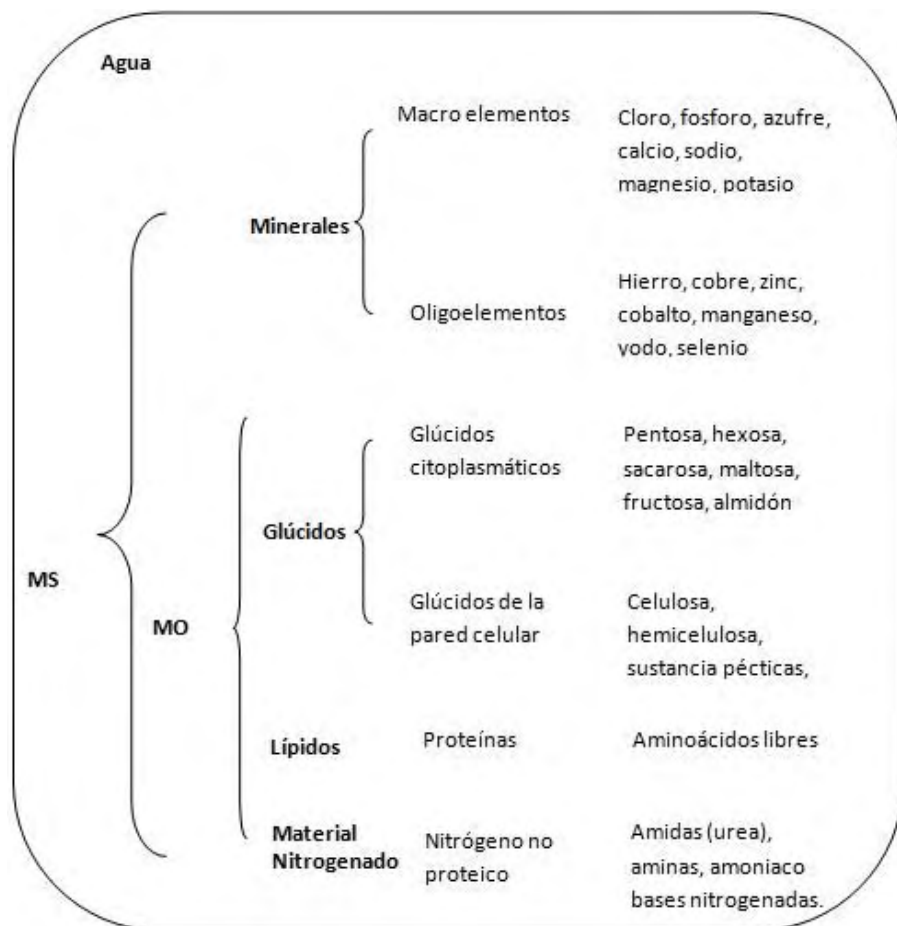 Agua
Macro elementos
Cloro, fosforo, azufre,
calcio, sodio,
magnesio, potasio
Minerales
Oligoelementos
Hierro, cobre, zinc,
cobalto, manganeso,
yodo, selenio
Glúcidos
citoplasmáticos
Pentosa, hexosa,
sacarosa, maltosa,
fructosa, almidón
Glúcidos
MS
MO
Glúcidos de la
pared celular
Celulosa,
hemicelulosa,
sustancia pécticas,
Lípidos
Proteínas
Aminoácidos libres
Material
Nitrogenado
Nitrógeno no
proteico
Amidas (urea),
aminas, amoniaco
bases nitrogenadas.